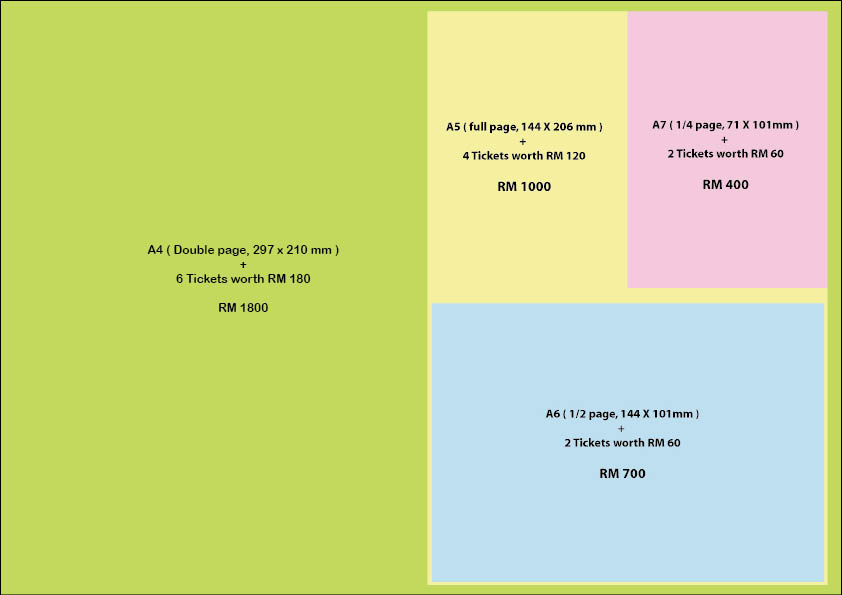 A4 ( Double page, 297 x 210 mm )
+
6 Tickets worth RM 180
RM 1800
A5 ( full page, 144 X 206 mm )
+
4 Tickets worth RM 120
RM 1000
A7 ( 1/4 page, 71 X 101mm )
+
2 Tickets worth RM 60
RM 400
A6 ( 1/2 page, 144 X 101mm )
+
2 Tickets worth RM 60
RM 700